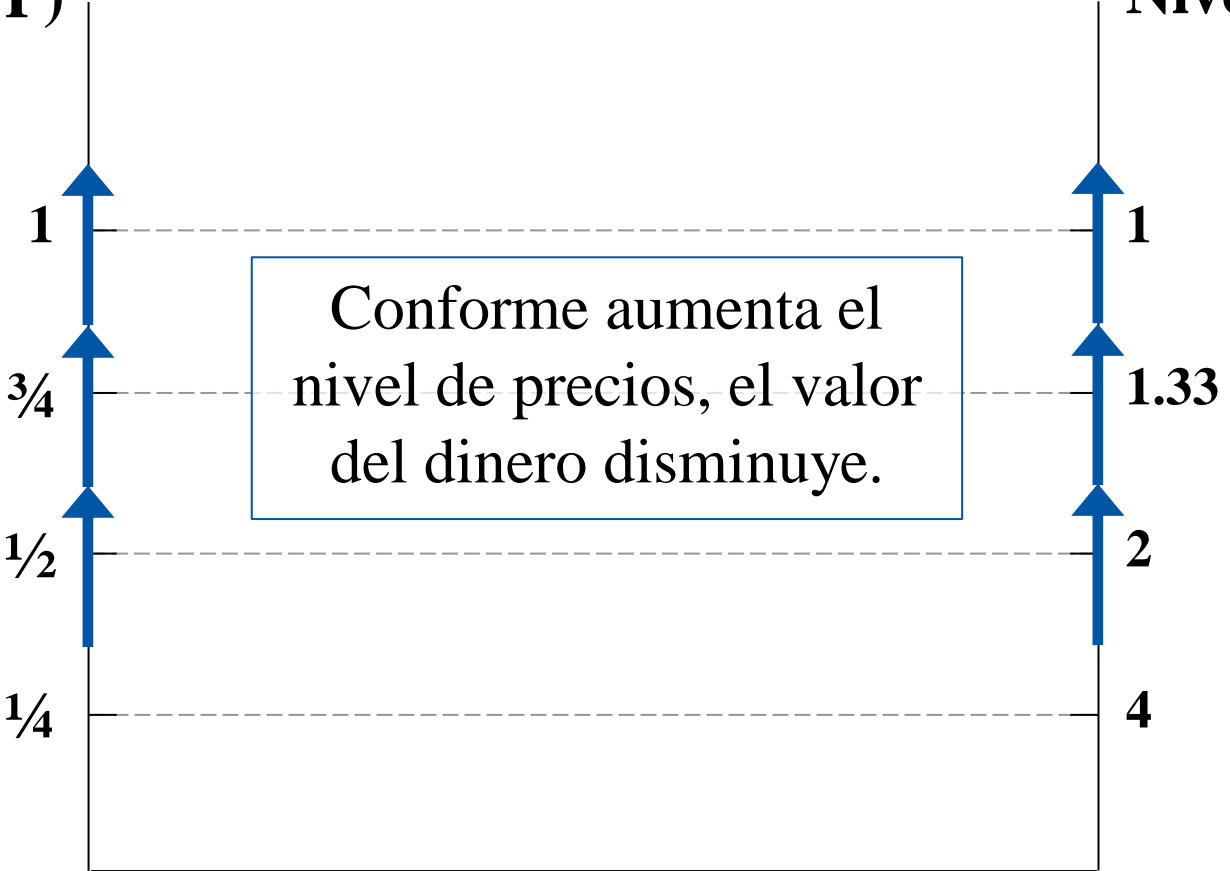 1
1
Conforme aumenta el
nivel de precios, el valor
del dinero disminuye.
¾
1.33
½
2
¼
4